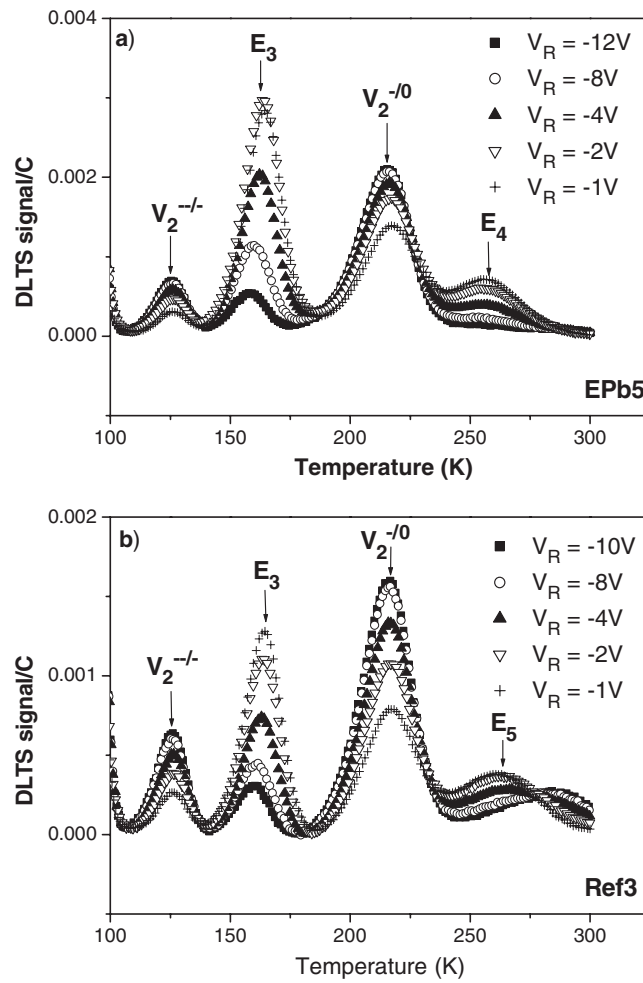 a)
E₃
V₂⁻/⁰
V₂⁻⁻/⁻
E₄
V_R = -12V
V_R = -8V
V_R = -4V
V_R = -2V
V_R = -1V
EPb5
DLTS signal/C
0.004
0.002
0.000
100 150 200 250 300
Temperature (K)
b)
E₃
V₂⁻/⁰
V₂⁻⁻/⁻
E₅
V_R = -10V
V_R = -8V
V_R = -4V
V_R = -2V
V_R = -1V
Ref3
DLTS signal/C
0.002
0.001
0.000
100 150 200 250 300
Temperature (K)